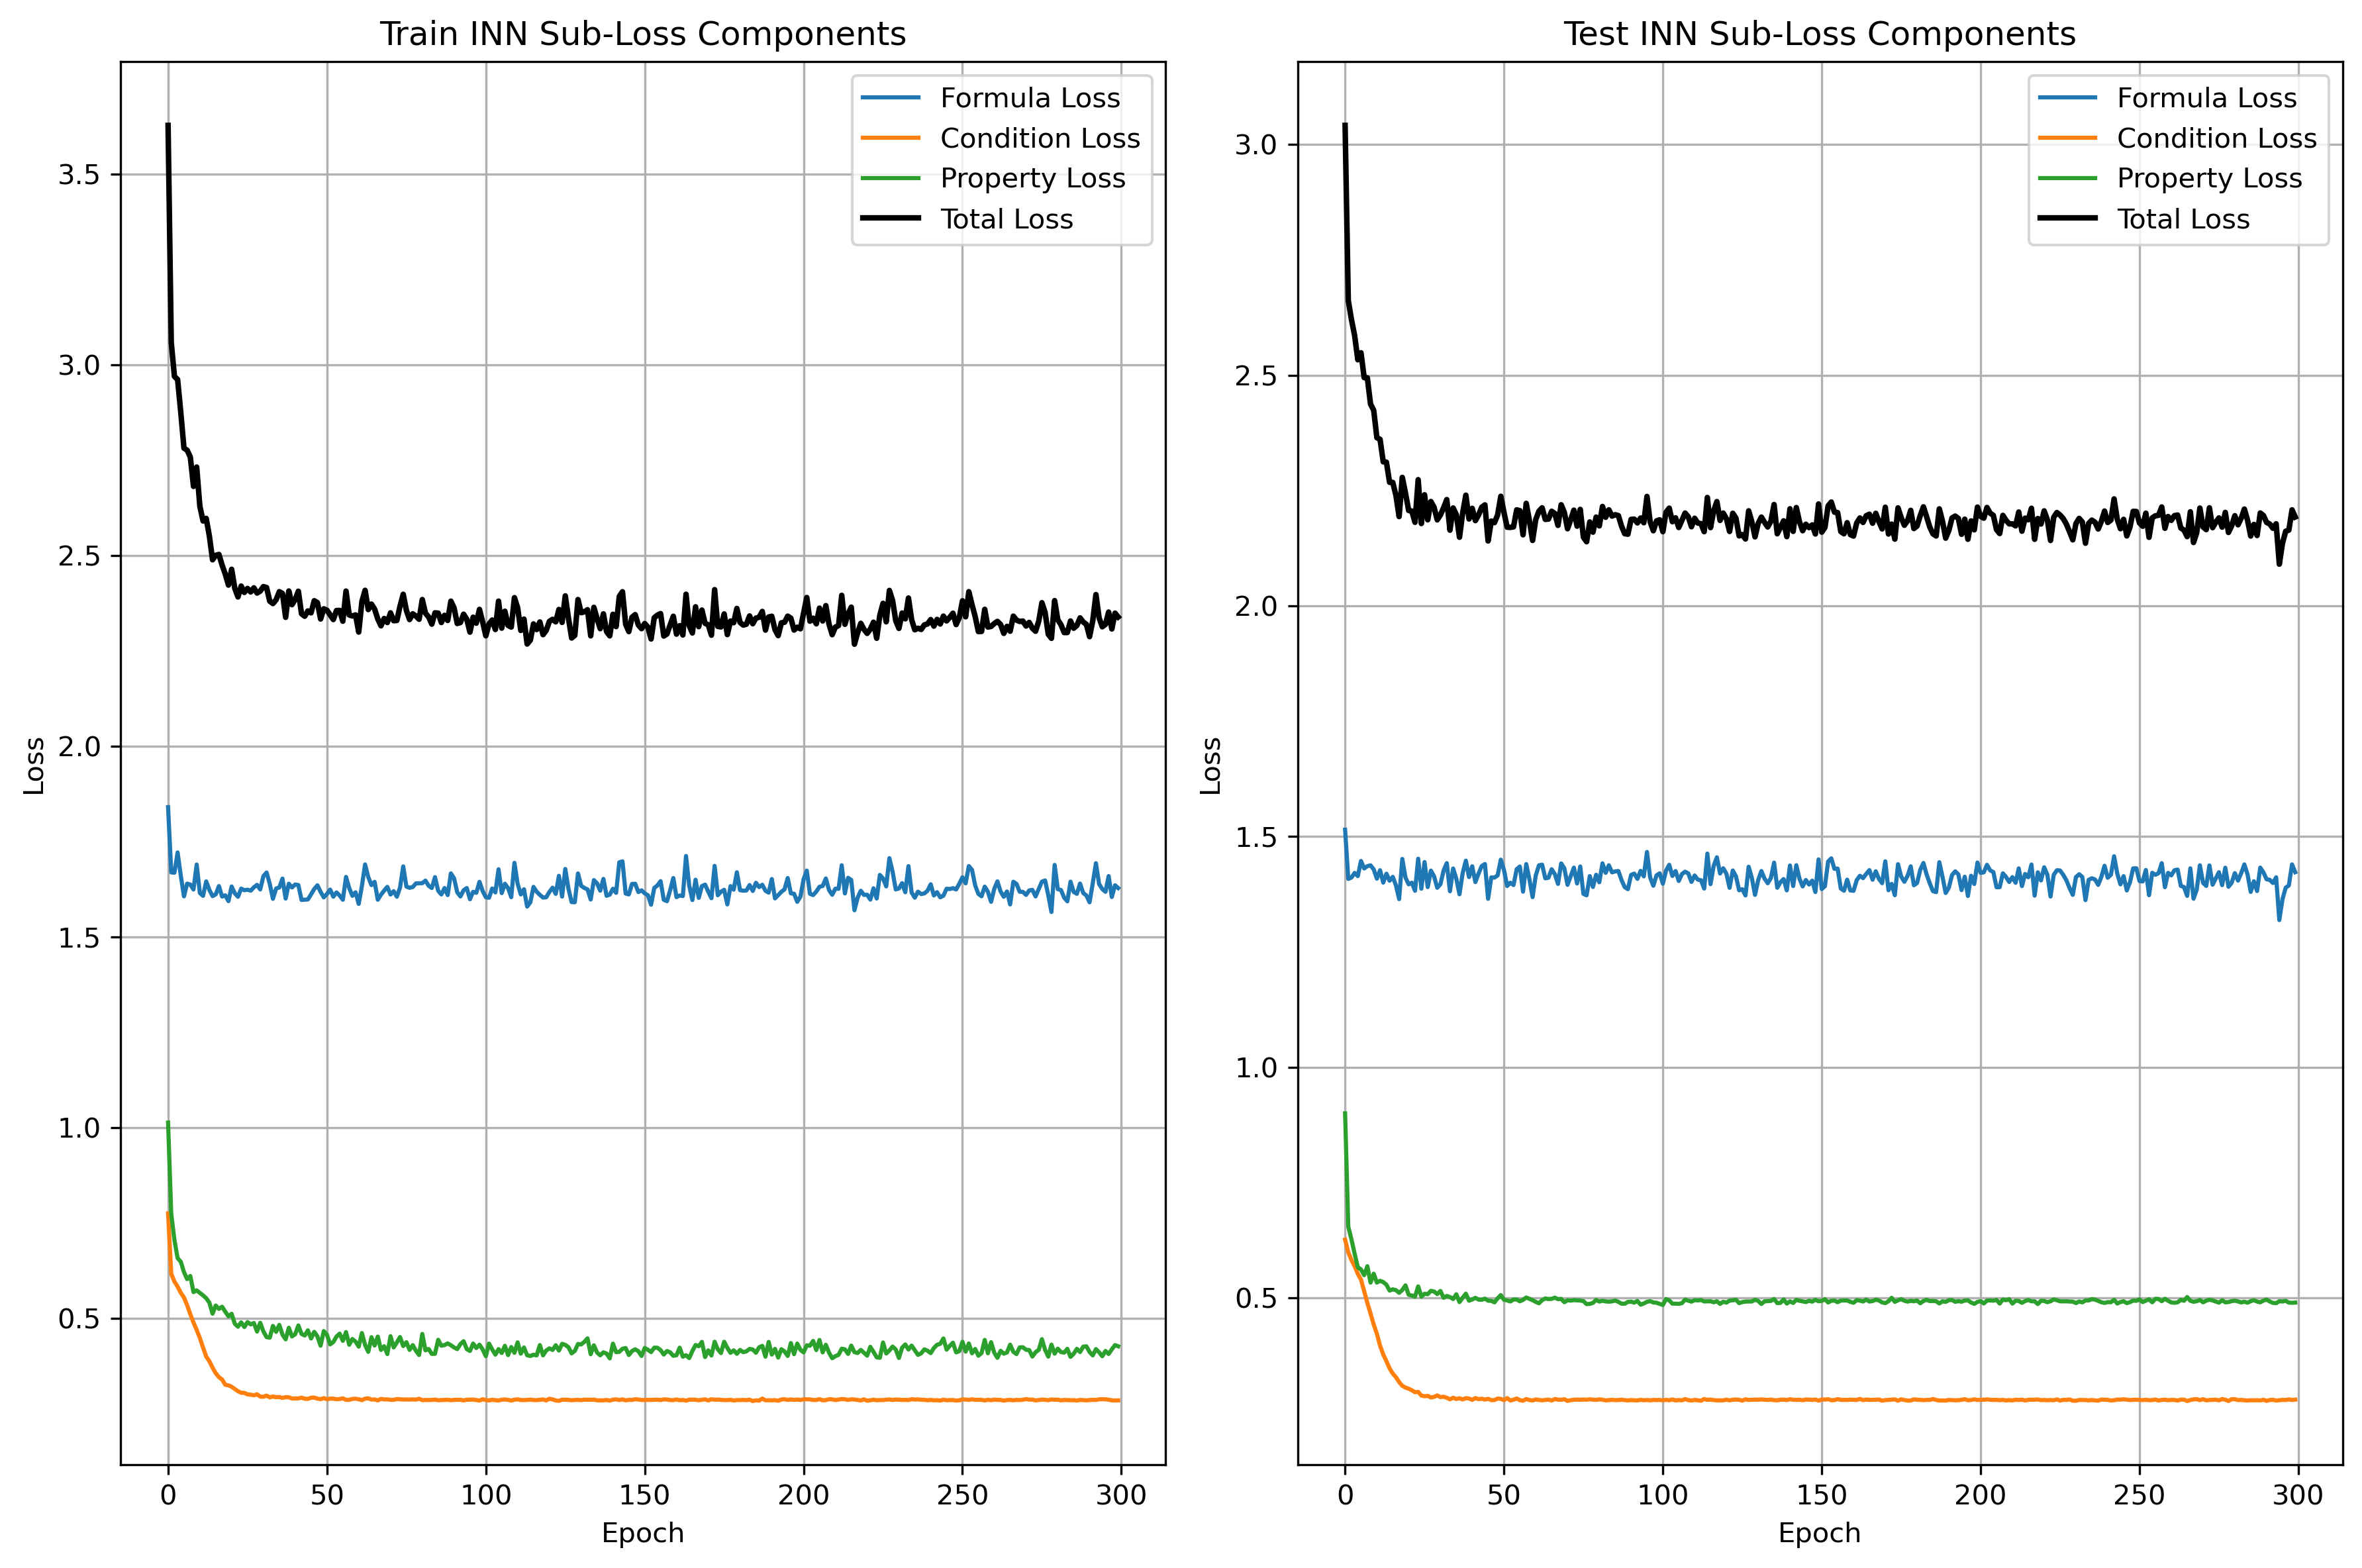 Train INN Sub-Loss Components
Formula Loss
Condition Loss
Property Loss
Total Loss
3.5
3.0
2.5
2.0
1.5
1.0
0.5
Loss
0 50 100 150 200 250 300
Epoch
Test INN Sub-Loss Components
Formula Loss
Condition Loss
Property Loss
Total Loss
3.0
2.5
2.0
1.5
1.0
0.5
Loss
0 50 100 150 200 250 300
Epoch